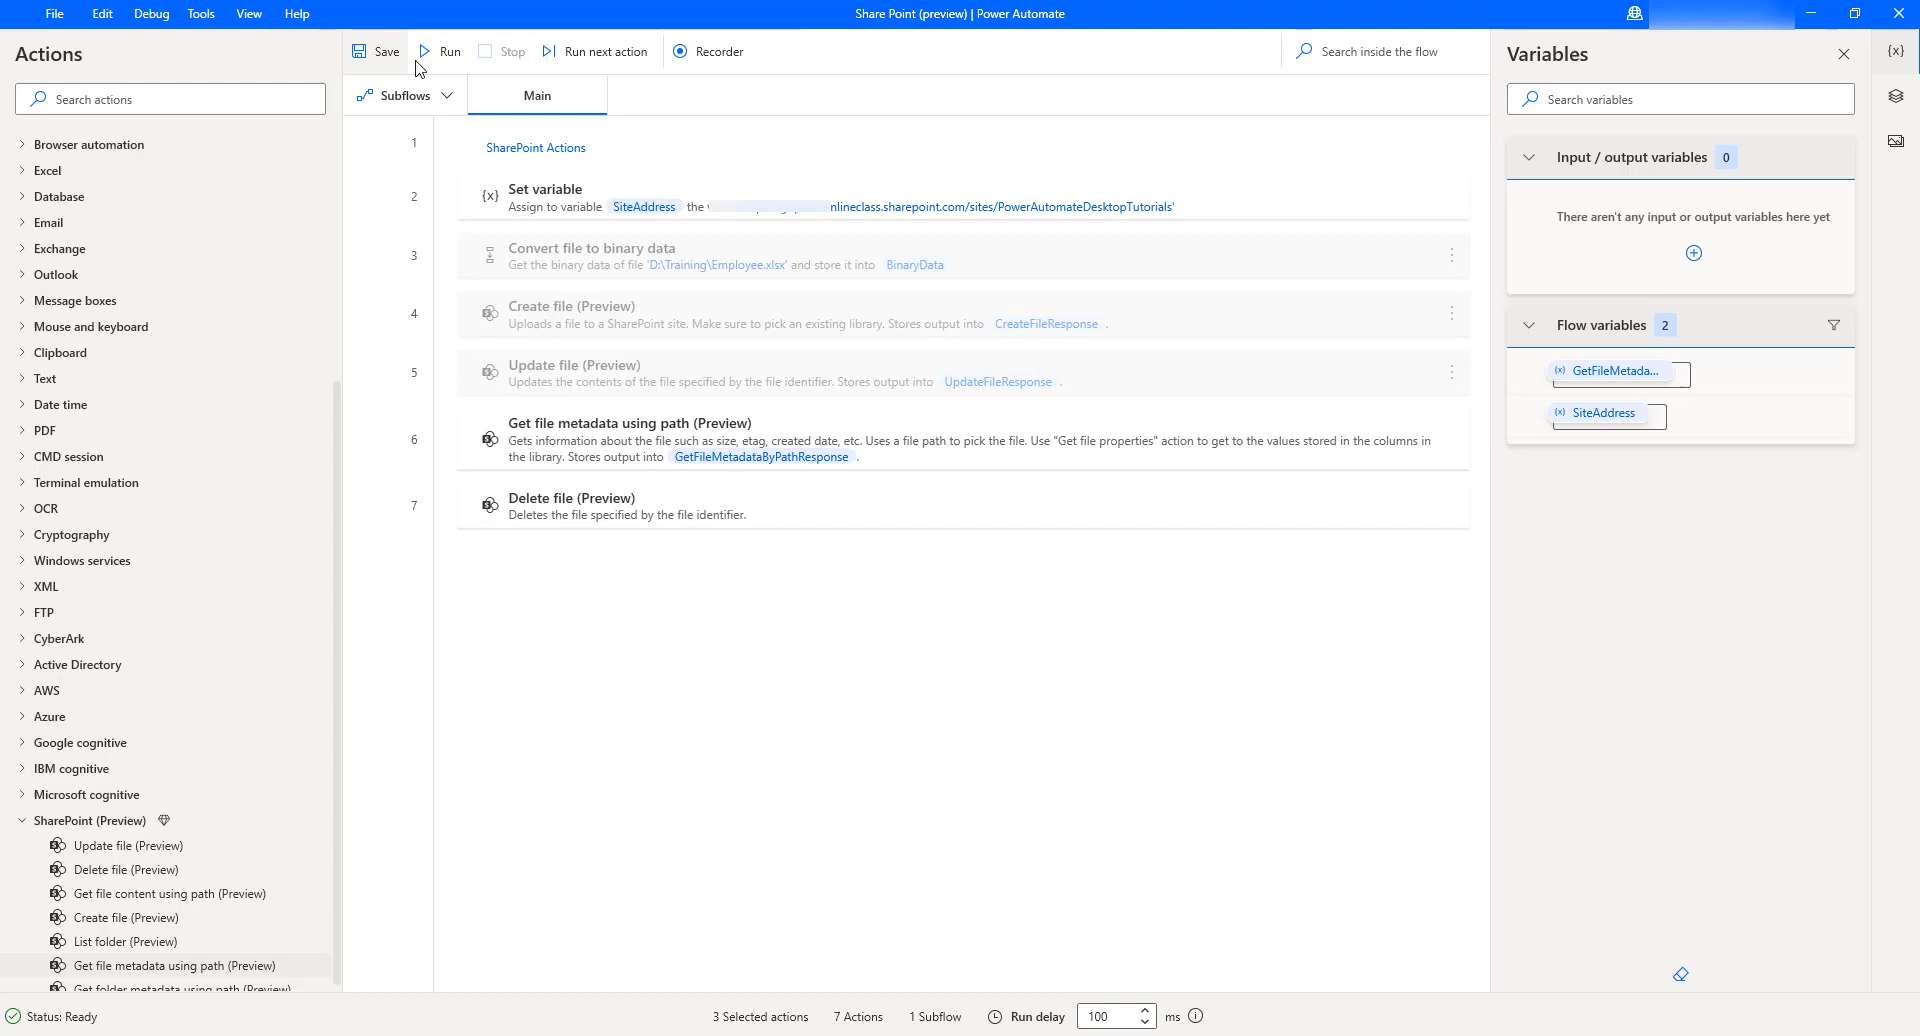 File Edit Debug Tools View Help
Share Point (preview) | Power Automate
Actions
Search actions
Browser automation
Excel
Database
Email
Exchange
Outlook
Message boxes
Mouse and keyboard
Clipboard
Text
Date time
PDF
CMD session
Terminal emulation
OCR
Cryptography
Windows services
XML
FTP
CyberArk
Active Directory
AWS
Azure
Google cognitive
IBM cognitive
Microsoft cognitive
SharePoint (Preview)
Update file (Preview)
Delete file (Preview)
Get file content using path (Preview)
Create file (Preview)
List folder (Preview)
Get file metadata using path (Preview)
Get folder metadata using path (Preview)
Save Run Stop Run next action Recorder
Search inside the flow
Subflows Main
1 SharePoint Actions
2 {x} Set variable
Assign to variable SiteAddress the nlineclass.sharepoint.com/sites/PowerAutomateDesktopTutorials'
3 Convert file to binary data
Get the binary data of file 'D:\Training\Employee.xlsx' and store it into BinaryData
4 Create file (Preview)
Uploads a file to a SharePoint site. Make sure to pick an existing library. Stores output into CreateFileResponse .
5 Update file (Preview)
Updates the contents of the file specified by the file identifier. Stores output into UpdateFileResponse .
6 Get file metadata using path (Preview)
Gets information about the file such as size, etag, created date, etc. Uses a file path to pick the file. Use "Get file properties" action to get to the values stored in the columns in
the library. Stores output into GetFileMetadataByPathResponse .
7 Delete file (Preview)
Deletes the file specified by the file identifier.
Variables
{x}
Search variables
Input / output variables 0
There aren't any input or output variables here yet
Flow variables 2
(x) GetFileMetada...
(x) SiteAddress
Status: Ready
3 Selected actions 7 Actions 1 Subflow Run delay 100 ms